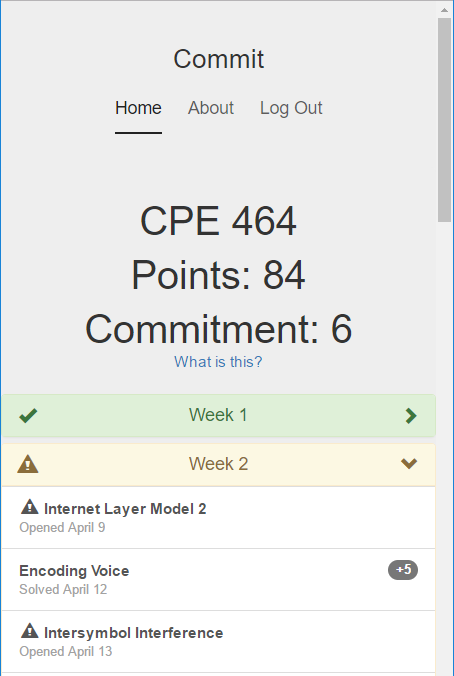 Commit
Home About Log Out
CPE 464
Points: 84
Commitment: 6
What is this?
Week 1
Week 2
Internet Layer Model 2
Opened April 9
Encoding Voice +5
Solved April 12
Intersymbol Interference
Opened April 13